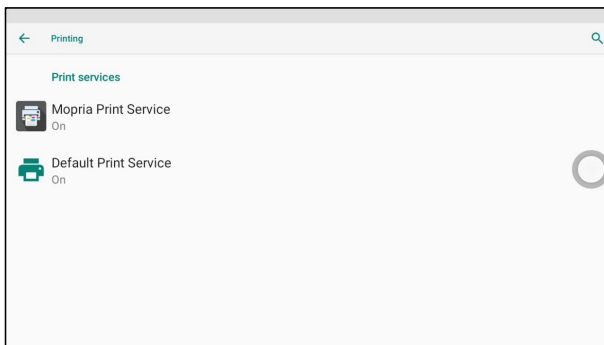 Printing
Print services
Mopria Print Service
On
Default Print Service
On